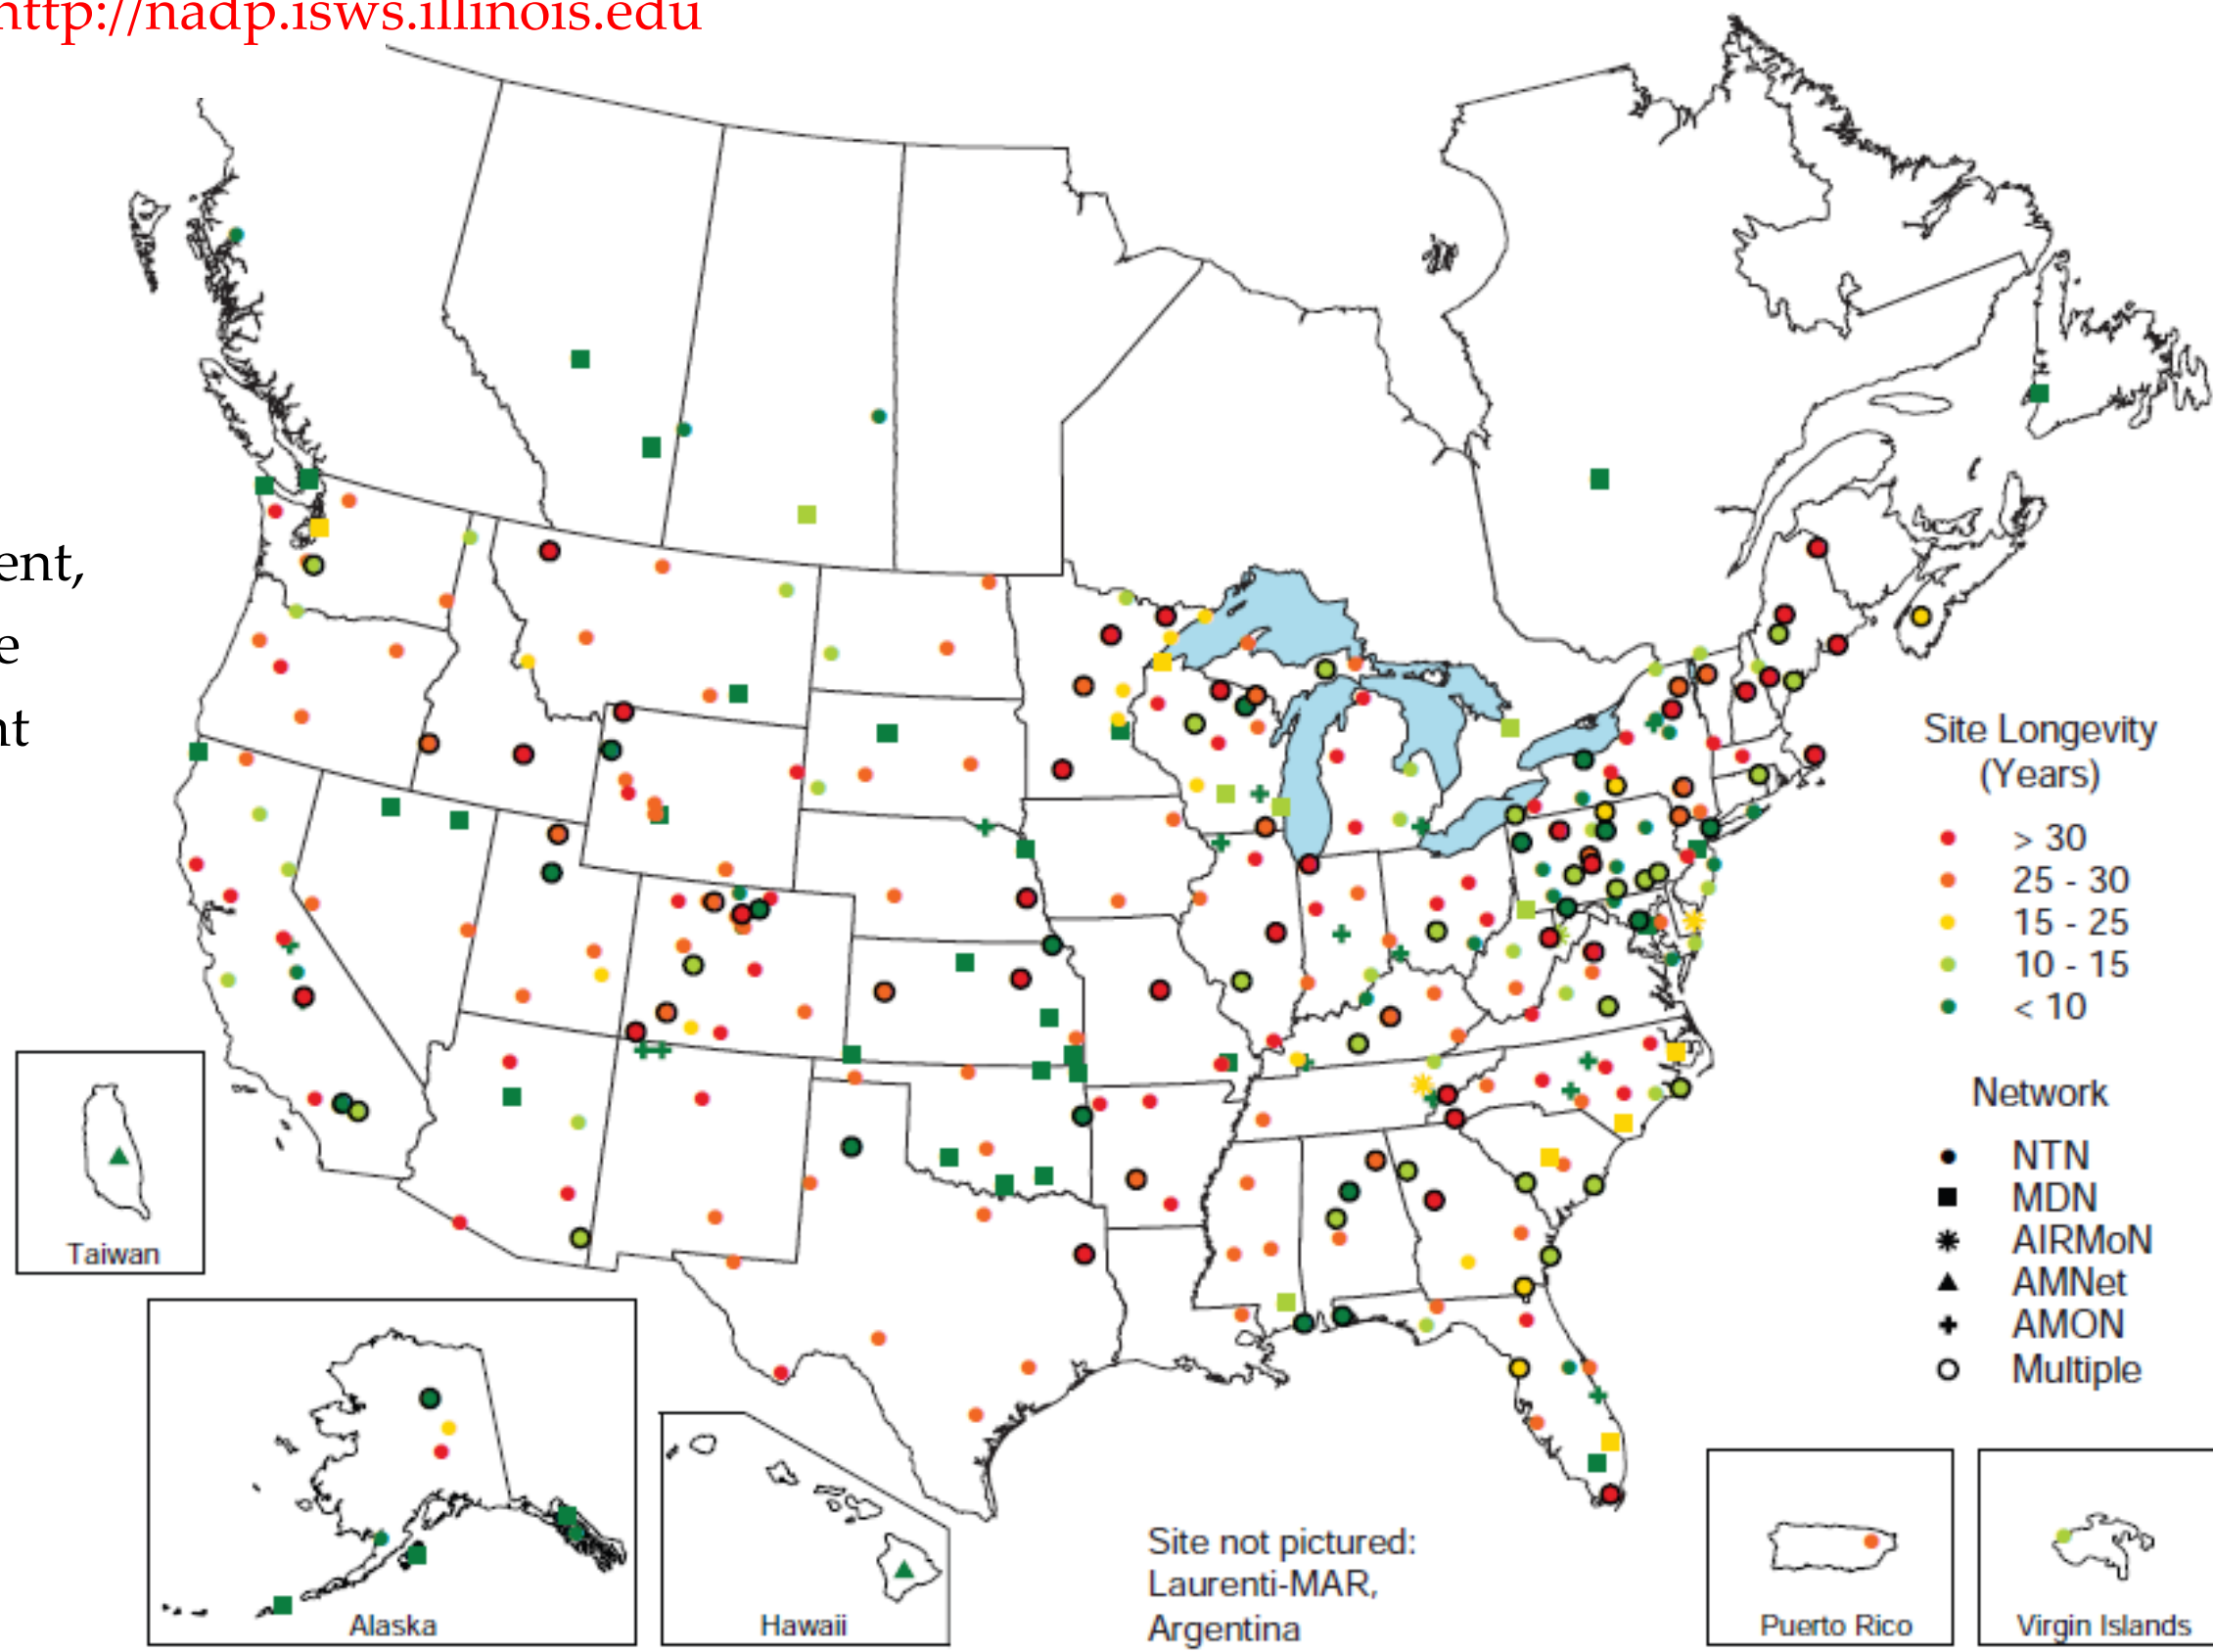 http://nadp.isws.illinois.edu
ent,
e
nt
Site Longevity
(Years)
> 30
25 - 30
15 - 25
10 - 15
< 10
Network
NTN
MDN
AIRMoN
AMNet
AMON
Multiple
Taiwan
Alaska
Hawaii
Site not pictured:
Laurenti-MAR,
Argentina
Puerto Rico
Virgin Islands